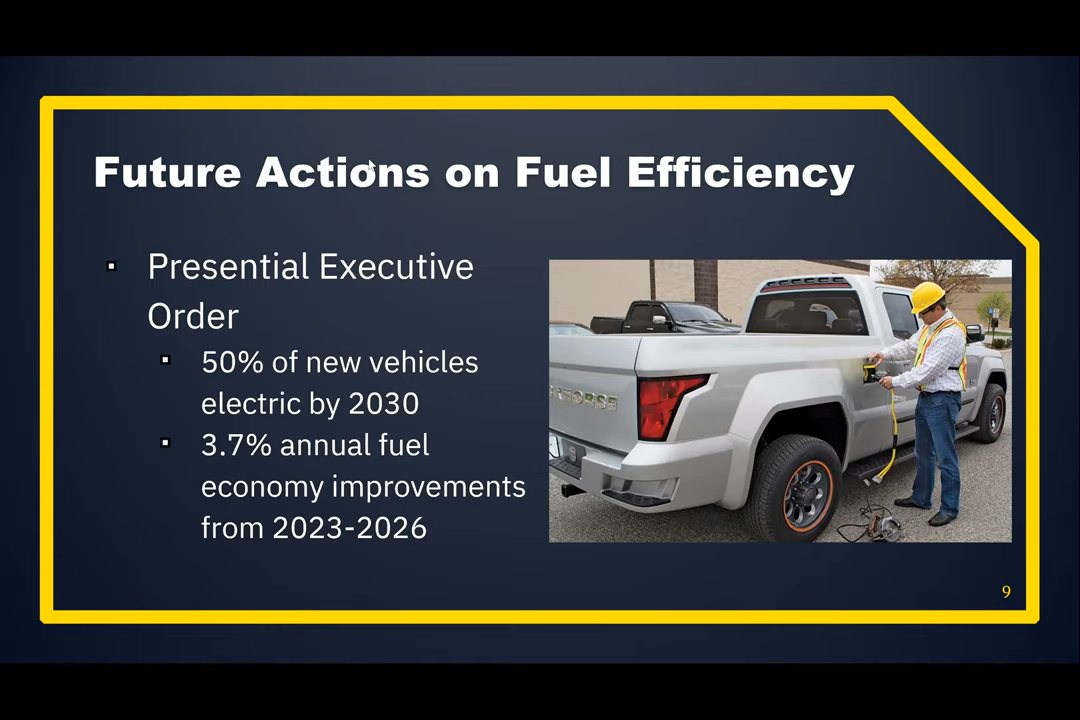 Future Actions on Fuel Efficiency
▪ Presential Executive
Order
▪ 50% of new vehicles
electric by 2030
▪ 3.7% annual fuel
economy improvements
from 2023-2026
9